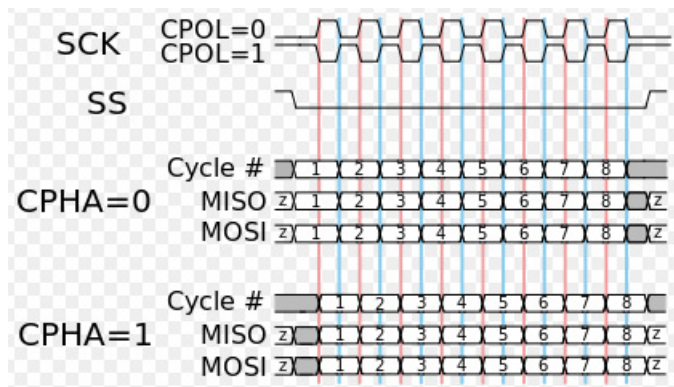 SCK CPOL=0
CPOL=1
SS
Cycle # 1 2 3 4 5 6 7 8
CPHA=0 MISO z 1 2 3 4 5 6 7 8 z
MOSI z 1 2 3 4 5 6 7 8 z
Cycle # 1 2 3 4 5 6 7 8
CPHA=1 MISO z 1 2 3 4 5 6 7 8 z
MOSI z 1 2 3 4 5 6 7 8 z